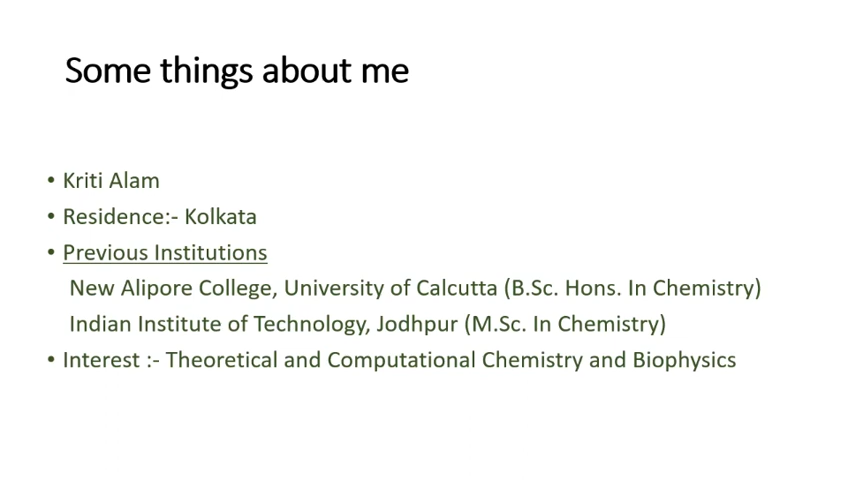 Some things about me
• Kriti Alam
• Residence:- Kolkata
• Previous Institutions
New Alipore College, University of Calcutta (B.Sc. Hons. In Chemistry)
Indian Institute of Technology, Jodhpur (M.Sc. In Chemistry)
• Interest :- Theoretical and Computational Chemistry and Biophysics